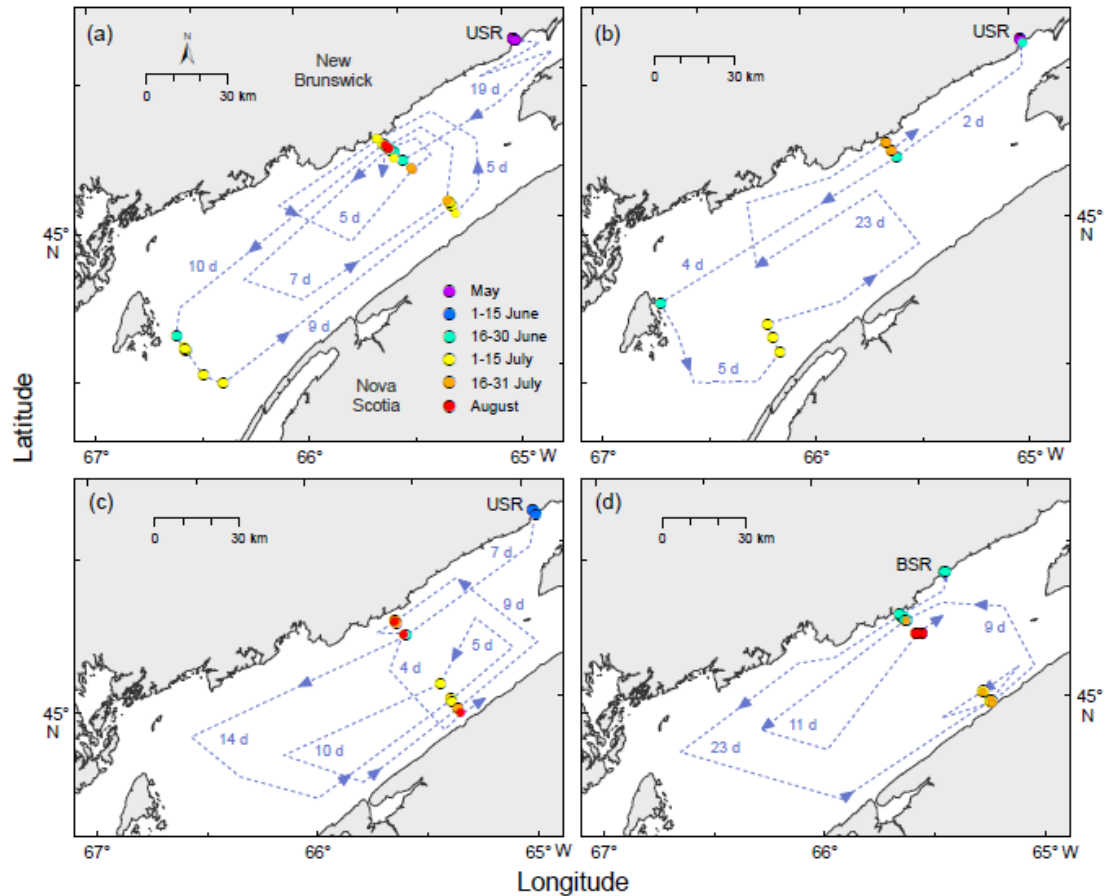 (a)
USR
N
New
Brunswick
0 30 km
19 d
5 d
5 d
10 d
7 d
9 d
May
1-15 June
16-30 June
1-15 July
16-31 July
August
Nova
Scotia
45°
N
67° 66° 65° W
(b)
USR
0 30 km
2 d
23 d
4 d
5 d
45°
N
67° 66° 65° W
Latitude
(c)
USR
0 30 km
7 d
9 d
5 d
4 d
14 d
10 d
45°
N
67° 66° 65° W
(d)
BSR
0 30 km
9 d
11 d
23 d
45°
N
67° 66° 65° W
Longitude